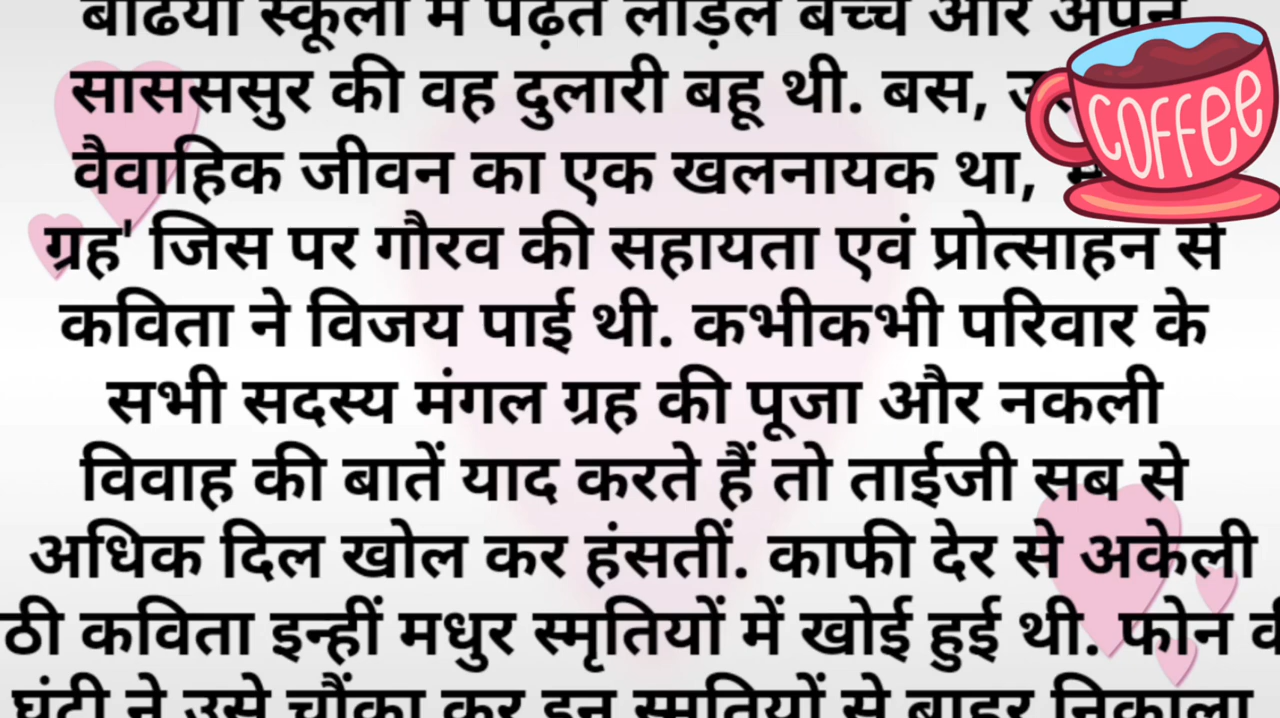 बढिया स्कूलों में पढ़ते लाड़ले बच्चे और अपने
सासससुर की वह दुलारी बहू थी. बस,
वैवाहिक जीवन का एक खलनायक था,
ग्रह' जिस पर गौरव की सहायता एवं प्रोत्साहन से
कविता ने विजय पाई थी. कभीकभी परिवार के
सभी सदस्य मंगल ग्रह की पूजा और नकली
विवाह की बातें याद करते हैं तो ताईजी सब से
अधिक दिल खोल कर हंसतीं. काफी देर से अकेली
ठी कविता इन्हीं मधुर स्मृतियों में खोई हुई थी. फोन
घंटी ने उसे चौंका कर इन स्मृतियों से बाहर निकाला
COFFee